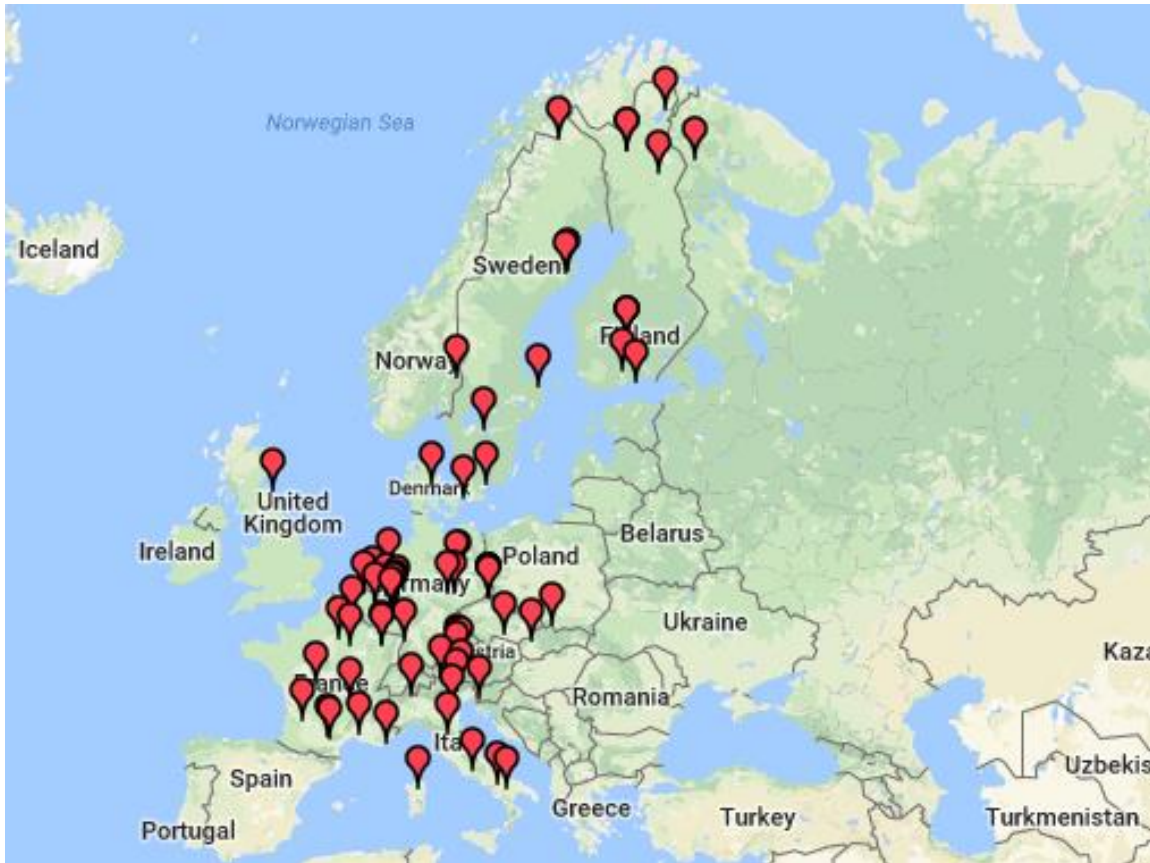 Norwegian Sea
Iceland
Sweden
Norway
Denmark
United
Kingdom
Ireland
Belarus
Poland
Ukraine
Kaza
Romania
Spain
Portugal
Greece
Turkey
Uzbekis
Turkmenistan